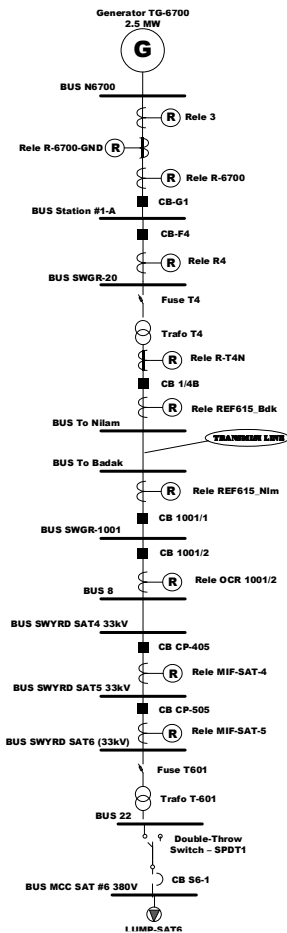 Generator TG-6700
2.5 MW
G
BUS N6700
R Rele 3
Rele R-6700-GND R
R Rele R-6700
CB-G1
BUS Station #1-A
CB-F4
R Rele R4
BUS SWGR-20
Fuse T4
Trafo T4
R Rele R-T4N
CB 1/4B
R Rele REF615_Bdk
BUS To Nilam
TRANSMISI LINE
BUS To Badak
R Rele REF615_Nlm
CB 1001/1
BUS SWGR-1001
CB 1001/2
R Rele OCR 1001/2
BUS 8
BUS SWYRD SAT4 33kV
CB CP-405
R Rele MIF-SAT-4
BUS SWYRD SAT5 33kV
CB CP-505
R Rele MIF-SAT-5
BUS SWYRD SAT6 (33kV)
Fuse T601
Trafo T-601
BUS 22
Double-Throw
Switch – SPDT1
CB S6-1
BUS MCC SAT #6 380V
LUMP-SAT6